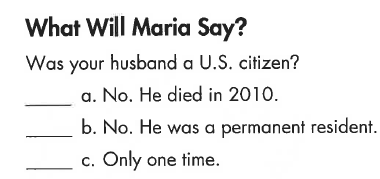 What Will Maria Say?
Was your husband a U.S. citizen?
_____ a. No. He died in 2010.
_____ b. No. He was a permanent resident.
_____ c. Only one time.